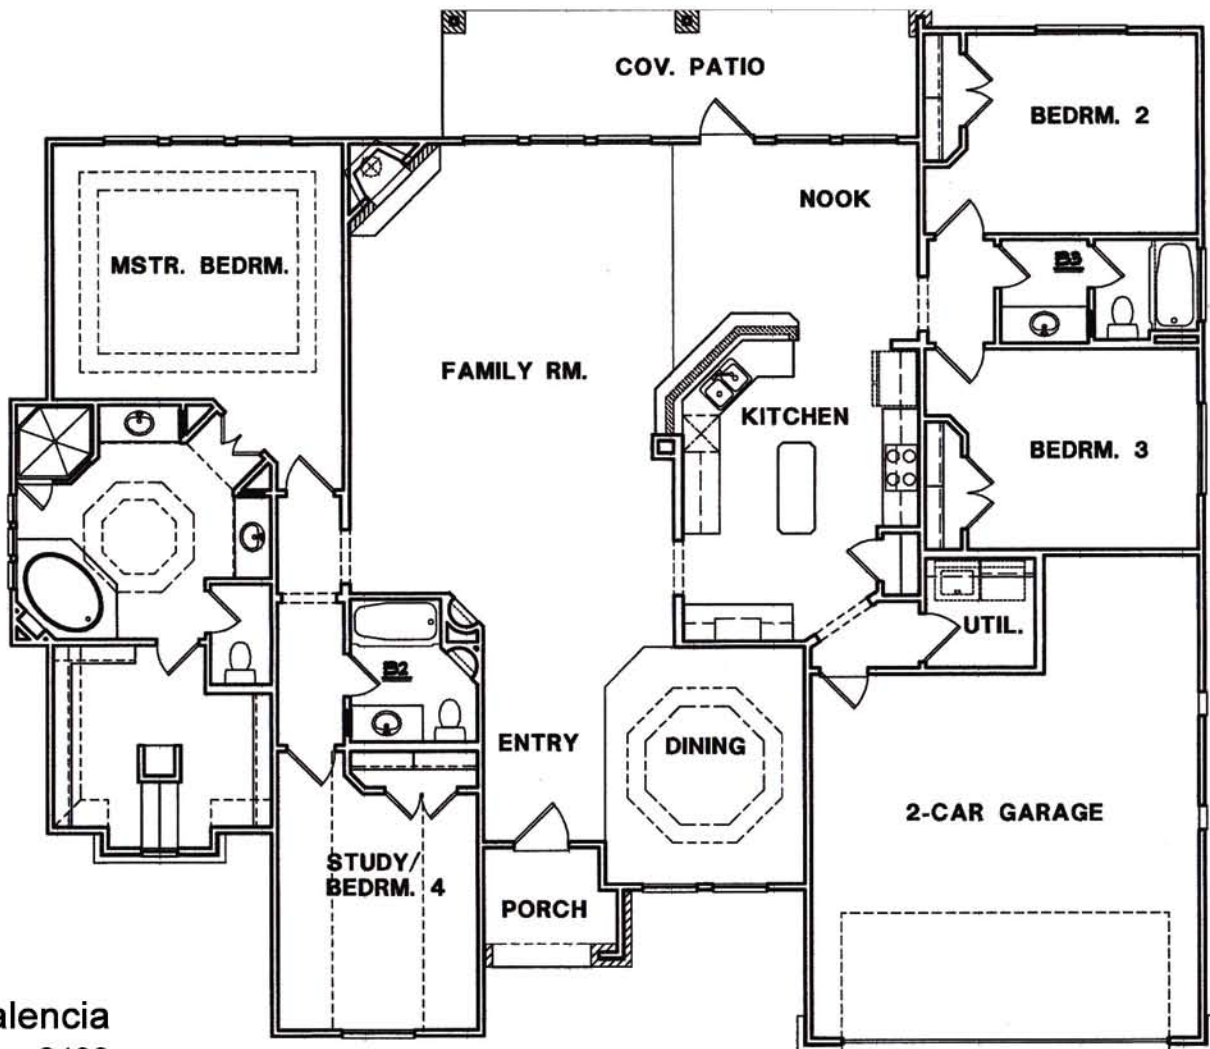 COV. PATIO
BEDRM. 2
NOOK
MSTR. BEDRM.
B3
FAMILY RM.
KITCHEN
BEDRM. 3
UTIL.
B2
ENTRY
DINING
2-CAR GARAGE
STUDY/
BEDRM. 4
PORCH
alencia